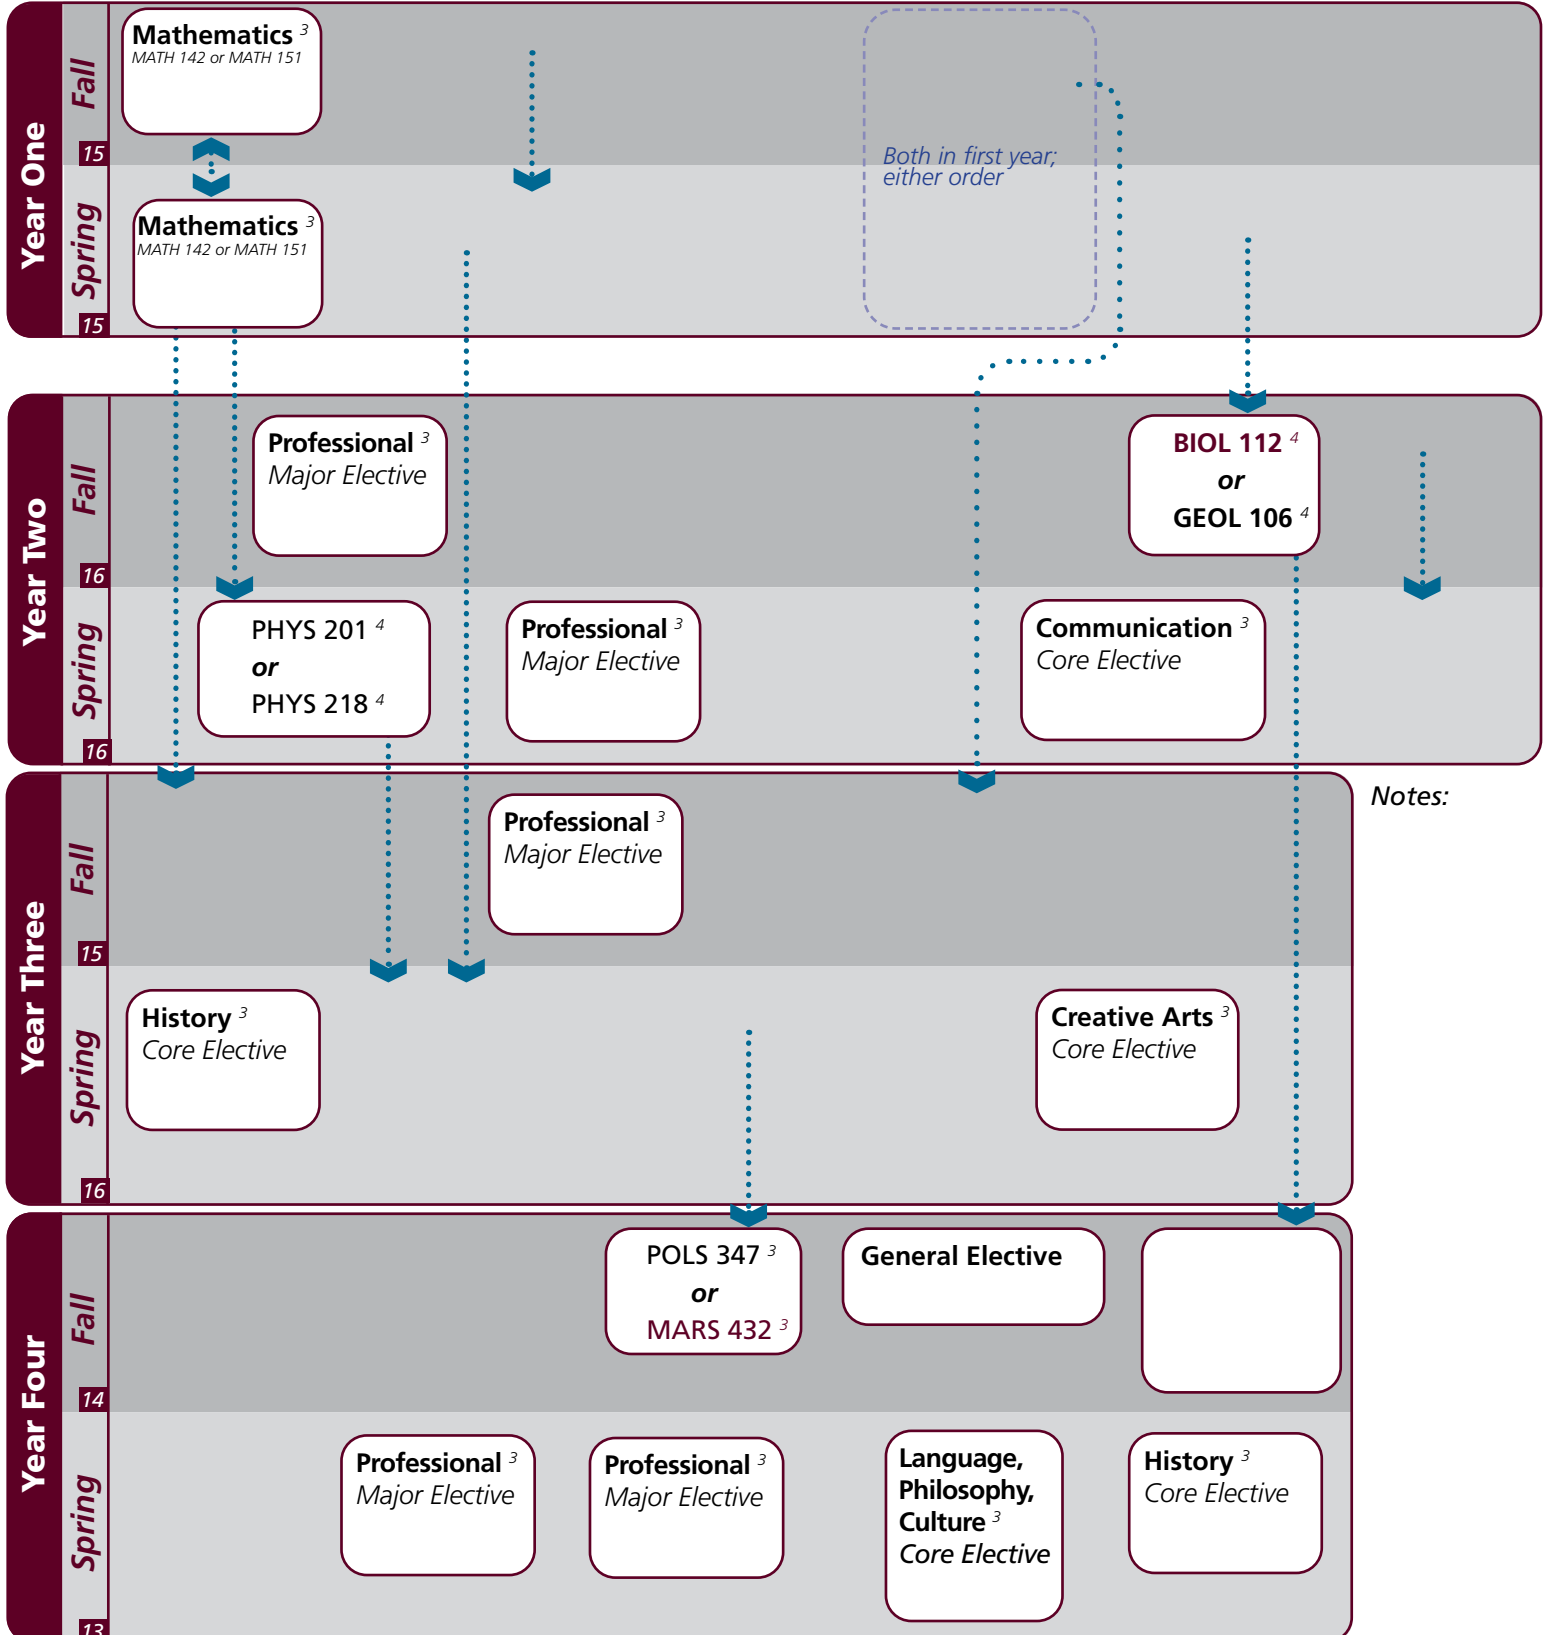 Year One
Fall
15
Mathematics 3
MATH 142 or MATH 151
Both in first year;
either order
Spring
15
Mathematics 3
MATH 142 or MATH 151
Year Two
Fall
16
Professional 3
Major Elective
BIOL 112 4
or
GEOL 106 4
Spring
16
PHYS 201 4
or
PHYS 218 4
Professional 3
Major Elective
Communication 3
Core Elective
Notes:
Year Three
Fall
15
Professional 3
Major Elective
Spring
16
History 3
Core Elective
Creative Arts 3
Core Elective
Year Four
Fall
14
POLS 347 3
or
MARS 432 3
General Elective
Spring
13
Professional 3
Major Elective
Professional 3
Major Elective
Language,
Philosophy,
Culture 3
Core Elective
History 3
Core Elective